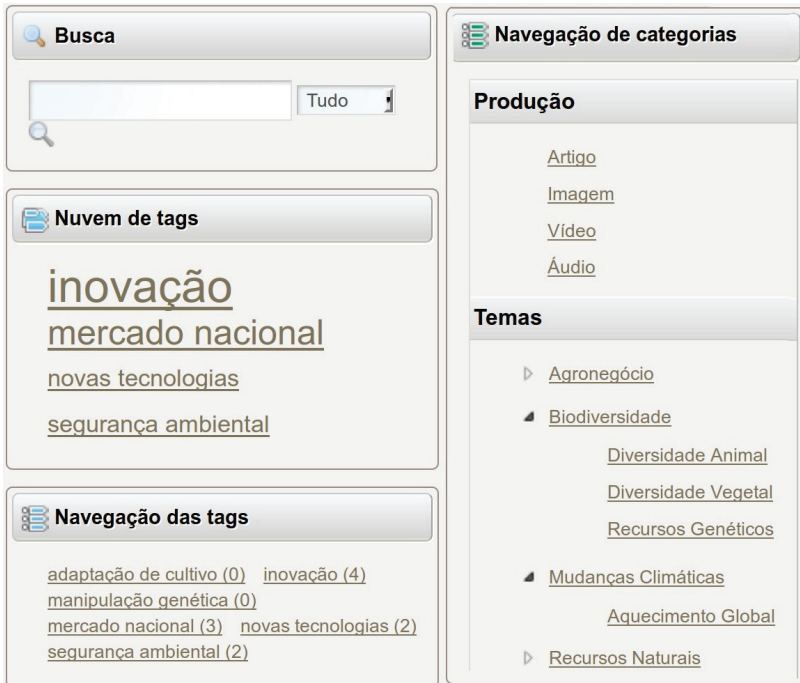 Busca
Tudo
Nuvem de tags
inovação
mercado nacional
novas tecnologias
segurança ambiental
Navegação das tags
adaptação de cultivo (0) inovação (4)
manipulação genética (0)
mercado nacional (3) novas tecnologias (2)
segurança ambiental (2)
Navegação de categorias
Produção
Artigo
Imagem
Vídeo
Áudio
Temas
Agronegócio
Biodiversidade
Diversidade Animal
Diversidade Vegetal
Recursos Genéticos
Mudanças Climáticas
Aquecimento Global
Recursos Naturais